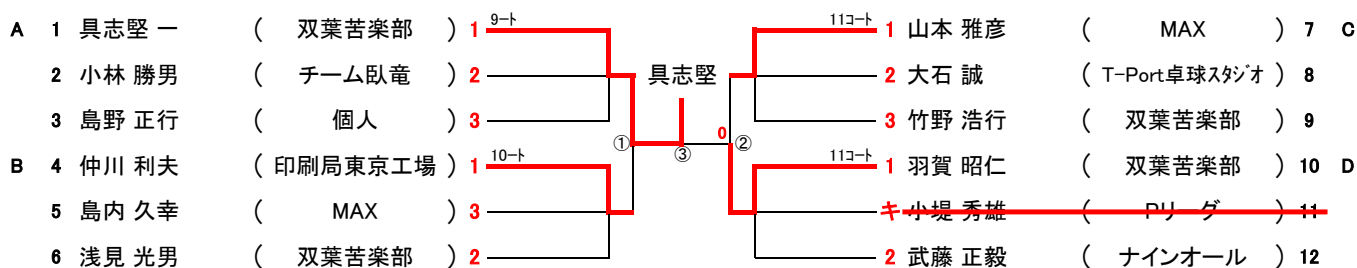 A 1 具志堅 一 ( 双葉苦楽部 ) 1 9ート 11コート 1 山本 雅彦 ( MAX ) 7 C
2 小林 勝男 ( チーム臥竜 ) 2 具志堅 2 大石 誠 ( T-Port卓球スタジオ ) 8
3 島野 正行 ( 個人 ) 3 3 竹野 浩行 ( 双葉苦楽部 ) 9
① ③ 0 ②
B 4 仲川 利夫 ( 印刷局東京工場 ) 1 10ート 11コート 1 羽賀 昭仁 ( 双葉苦楽部 ) 10 D
5 島内 久幸 ( MAX ) 3 キ 小堤 秀雄 ( Pリーグ ) 11
6 浅見 光男 ( 双葉苦楽部 ) 2 2 武藤 正毅 ( ナインオール ) 12